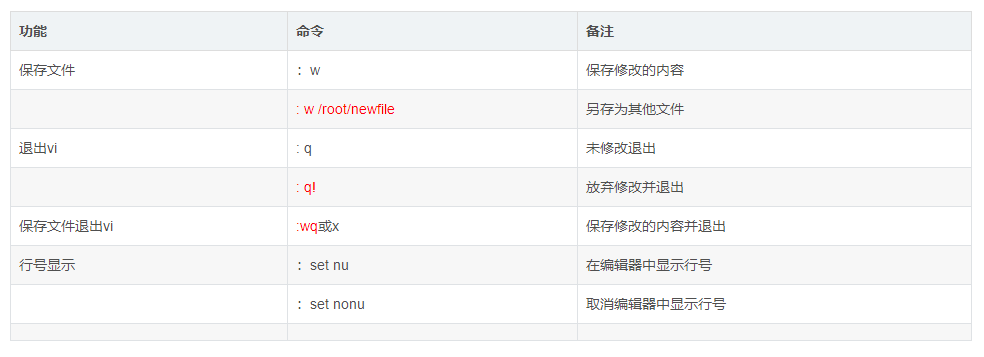 功能 命令 备注
保存文件 ：w 保存修改的内容
: w /root/newfile 另存为其他文件
退出vi : q 未修改退出
: q! 放弃修改并退出
保存文件退出vi :wq或x 保存修改的内容并退出
行号显示 ：set nu 在编辑器中显示行号
：set nonu 取消编辑器中显示行号